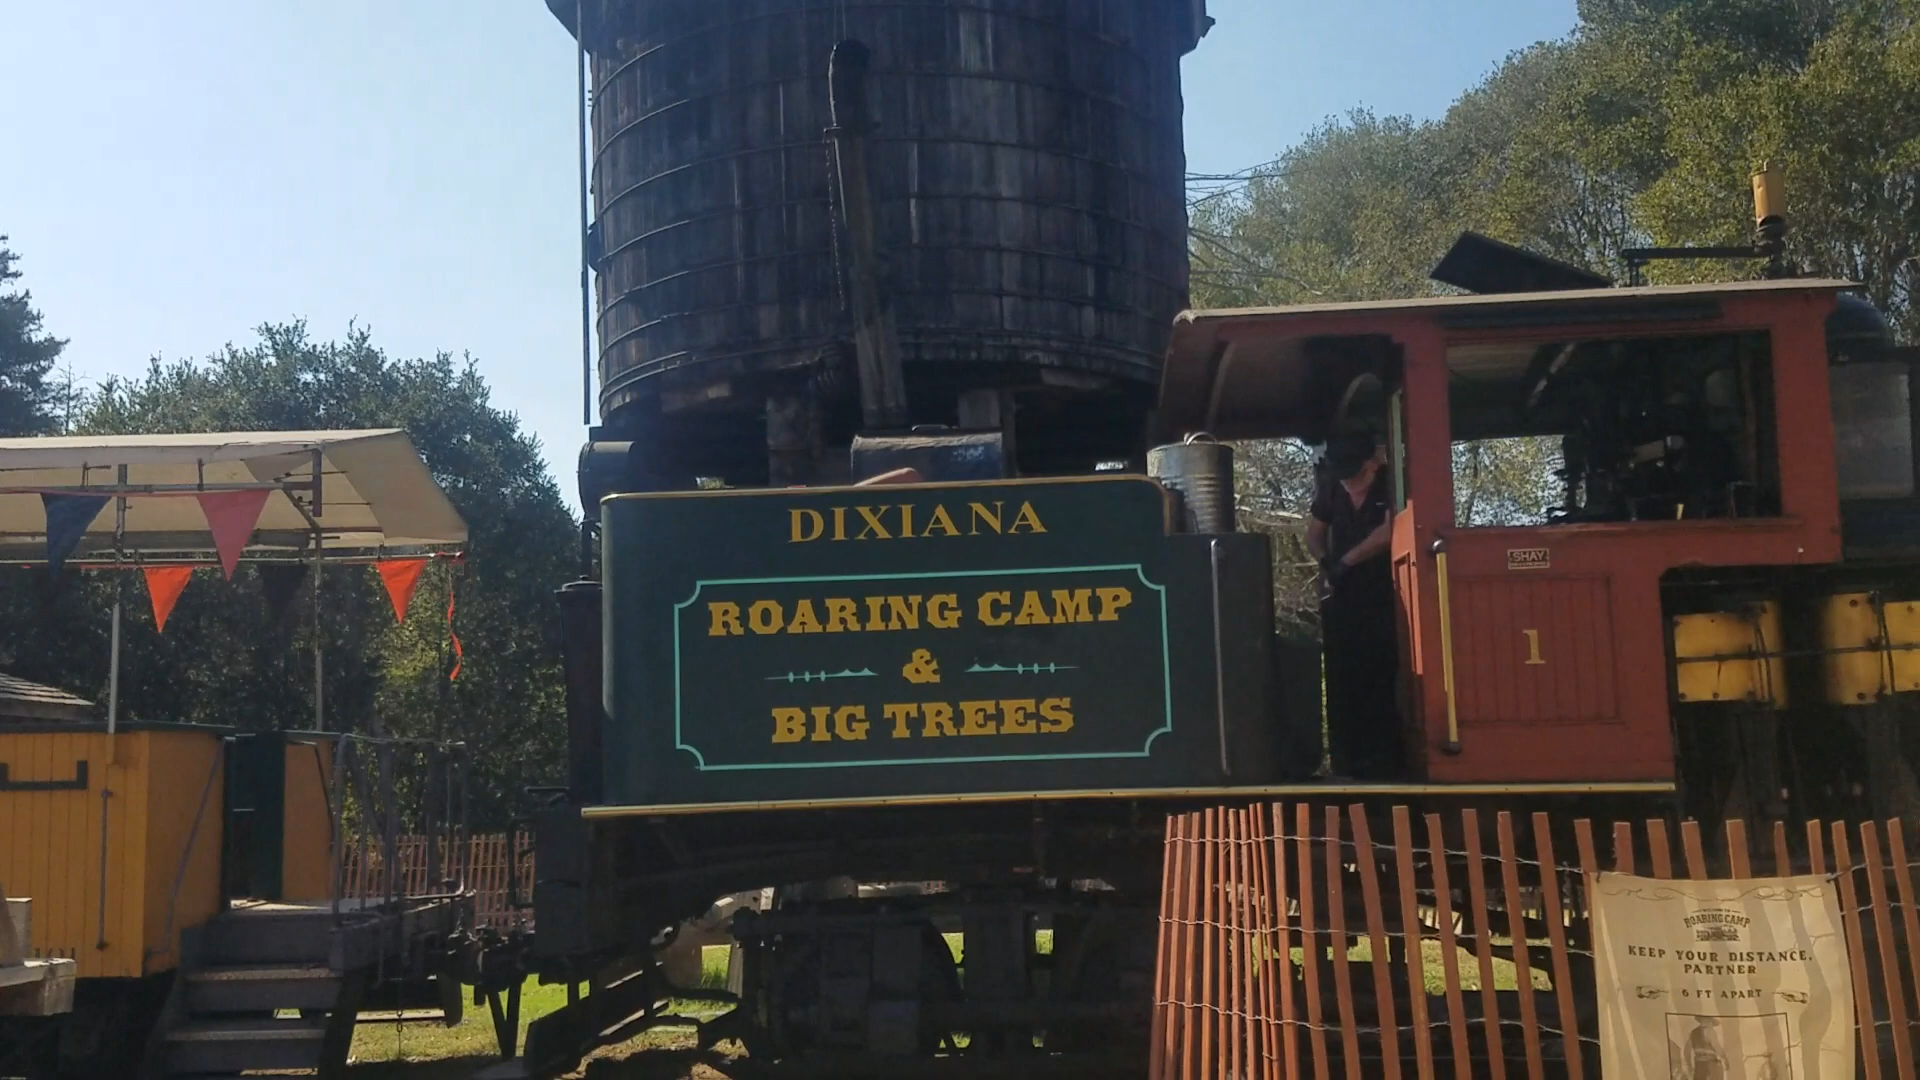 DIXIANA
ROARING CAMP
&
BIG TREES
SHAY
1
ROARING CAMP
KEEP YOUR DISTANCE,
PARTNER
6 FT APART